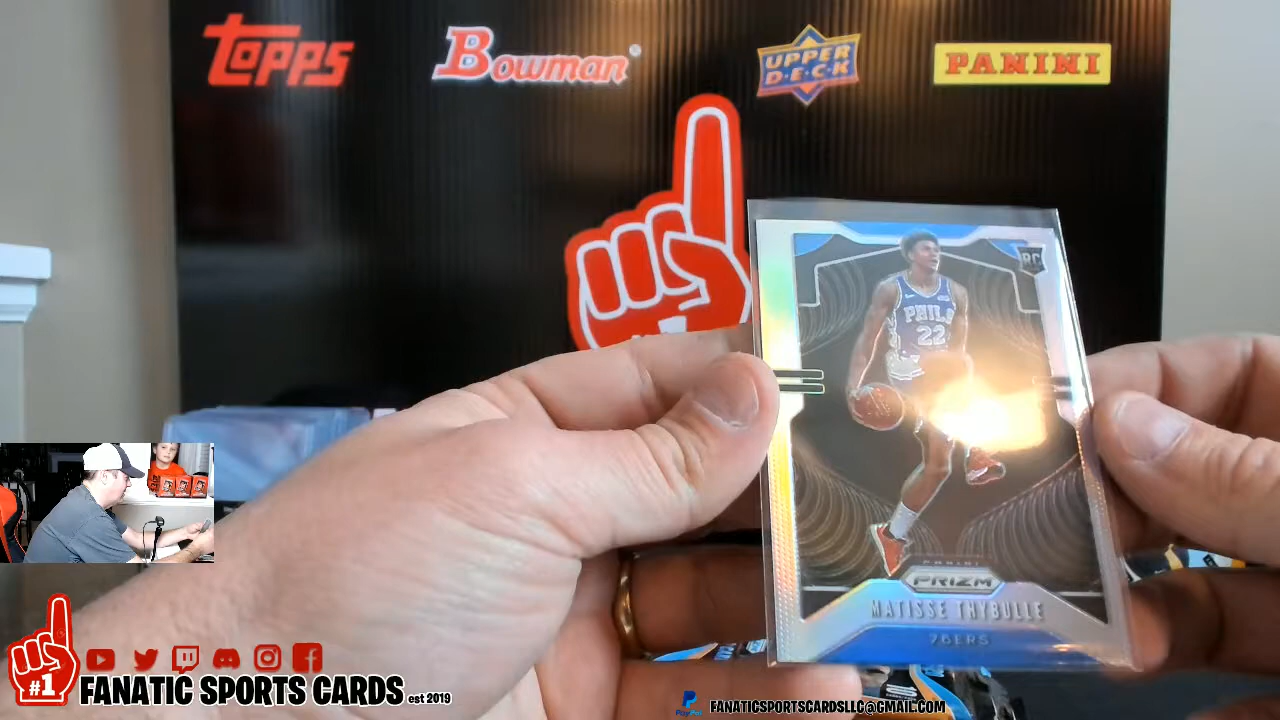 TOPPS
Bowman
UPPER
D·E·C·K
PANINI
RC
PHILA
22
PANINI
PRIZM
MATISSE THYBULLE
76ERS
#1
FANATIC SPORTS CARDS est 2019
PayPal
FANATICSPORTSCARDSLLC@GMAIL.COM